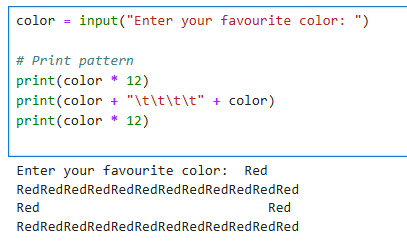 color = input("Enter your favourite color: ")
# Print pattern
print(color * 12)
print(color + "\t\t\t\t" + color)
print(color * 12)
Enter your favourite color:  Red
RedRedRedRedRedRedRedRedRedRedRedRed
Red                             Red
RedRedRedRedRedRedRedRedRedRedRedRed